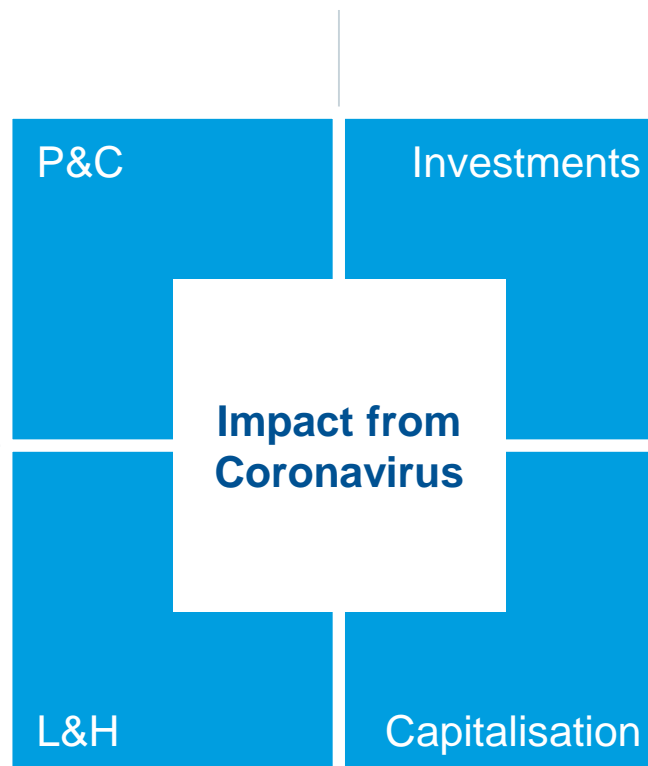 P&C
Investments
Impact from
Coronavirus
L&H
Capitalisation